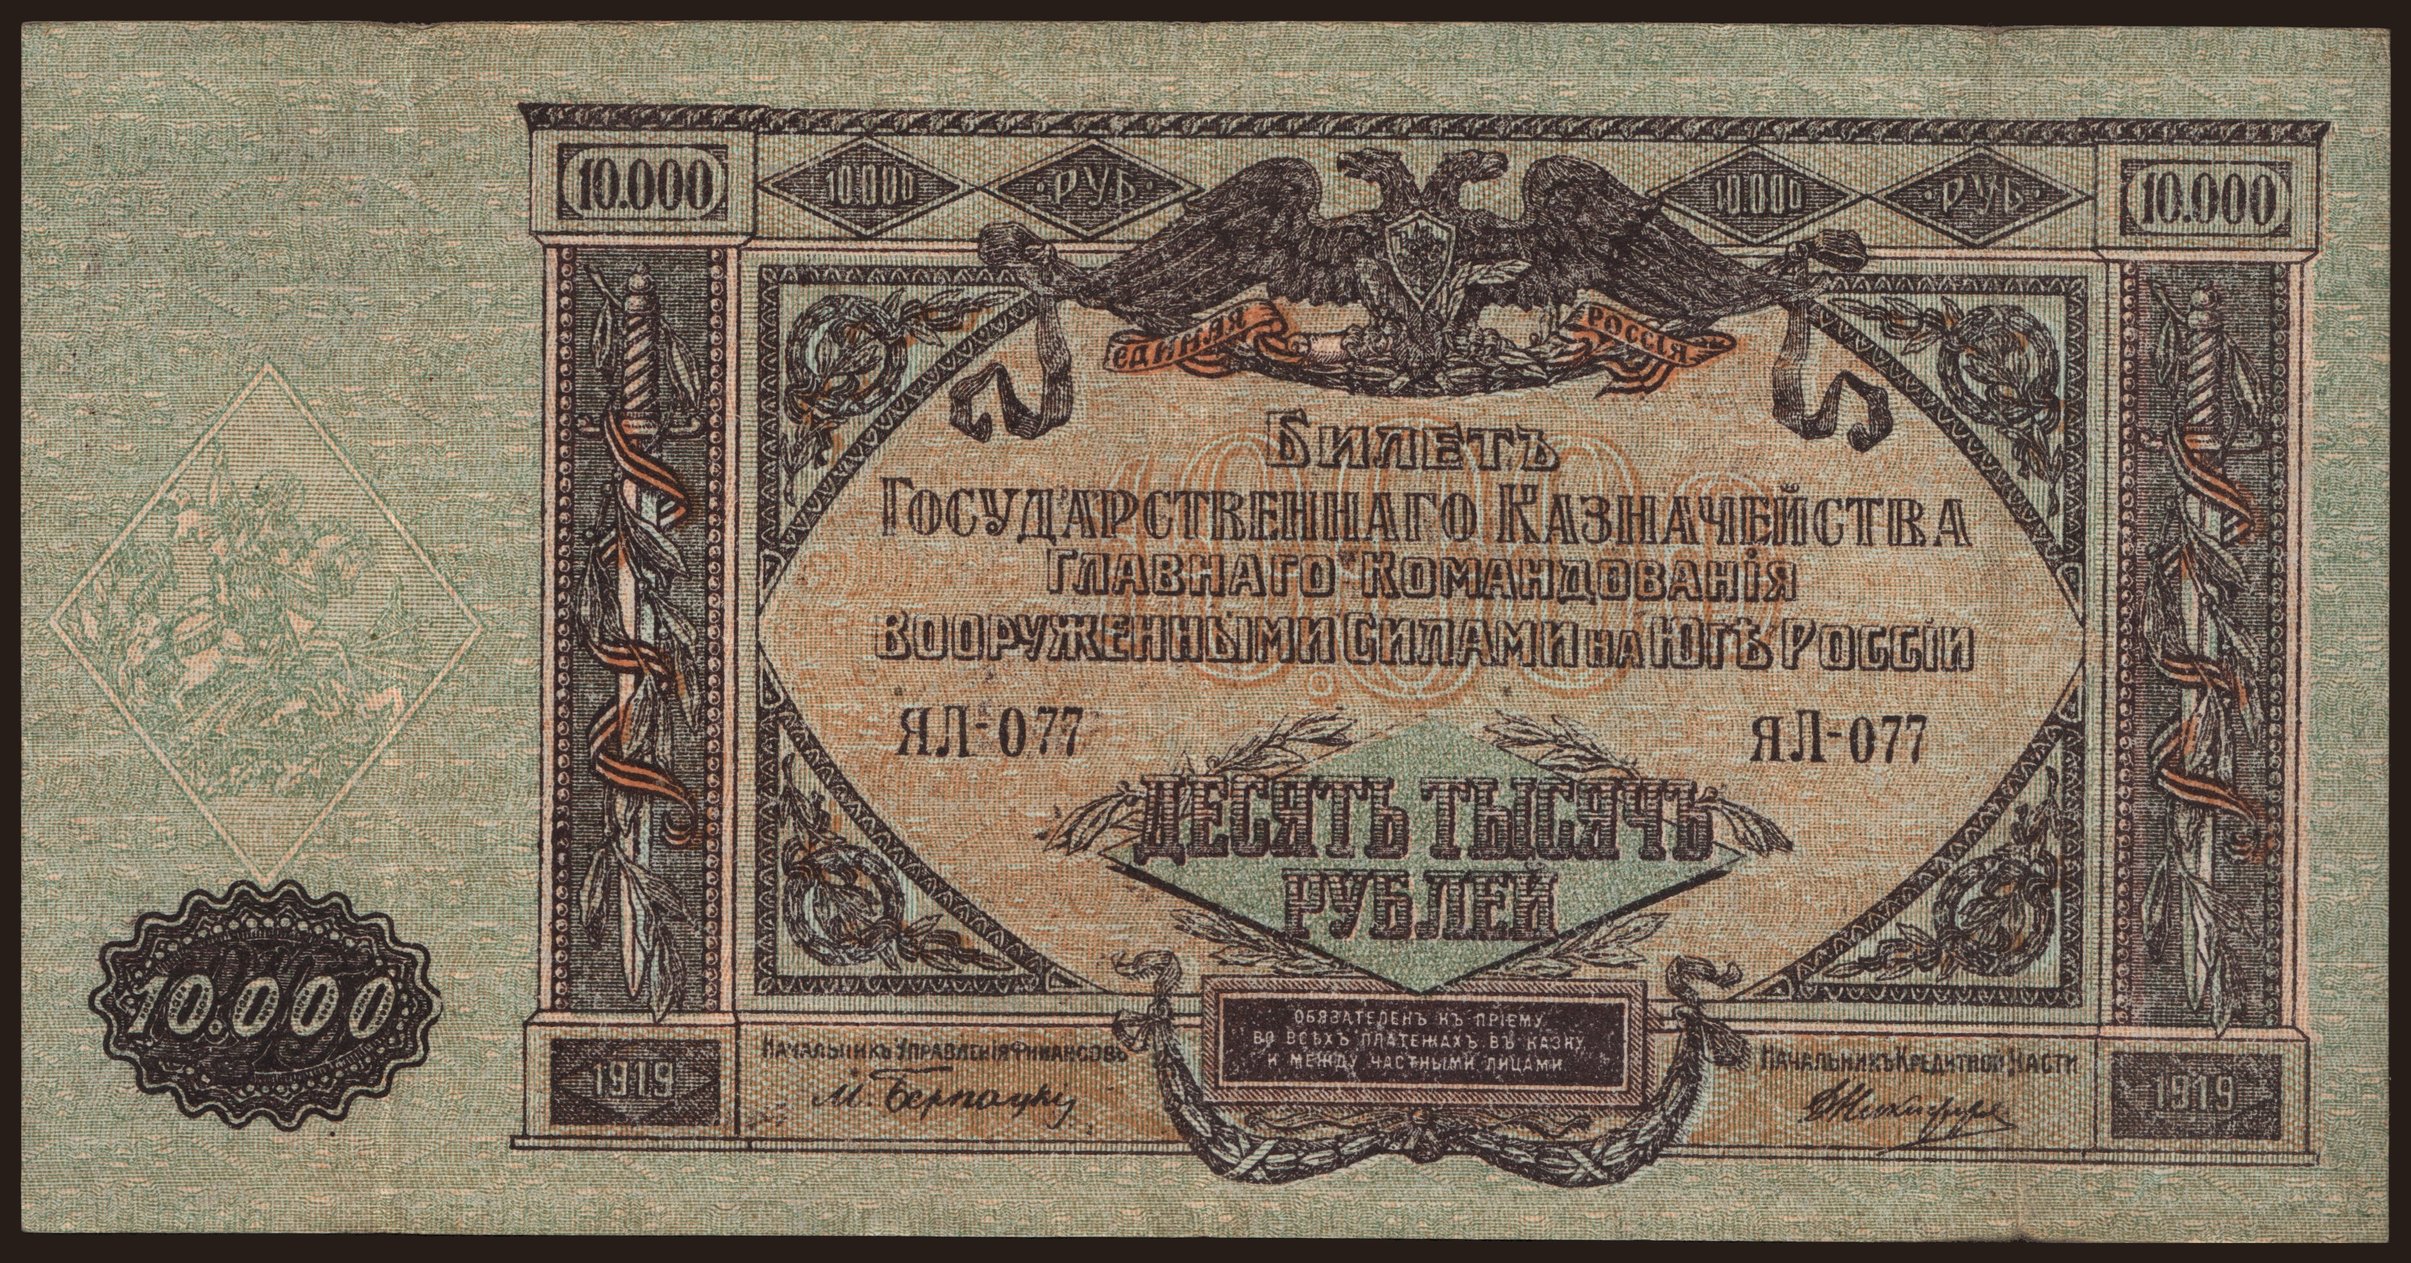 10.000 10.000 РУБ 10.000 РУБ 10.000
ЕДИНАЯ РОССІЯ
БИЛЕТЪ
ГОСУДАРСТВЕННАГО КАЗНАЧЕЙСТВА
ГЛАВНАГО КОМАНДОВАНІЯ
ВООРУЖЕННЫМИ СИЛАМИ НА ЮГѢ РОССІИ
ЯЛ-077 ЯЛ-077
ДЕСЯТЬ ТЫСЯЧЪ
РУБЛЕЙ
10.000
ОБЯЗАТЕЛЕНЪ КЪ ПРІЕМУ
ВО ВСѢХЪ ПЛАТЕЖАХЪ ВЪ КАЗНУ
И МЕЖДУ ЧАСТНЫМИ ЛИЦАМИ
НАЧАЛЬНИКЪ УПРАВЛЕНІЯ ФИНАНСОВЪ
М. Бернацкій
НАЧАЛЬНИКЪ КРЕДИТНОЙ ЧАСТИ
1919 1919